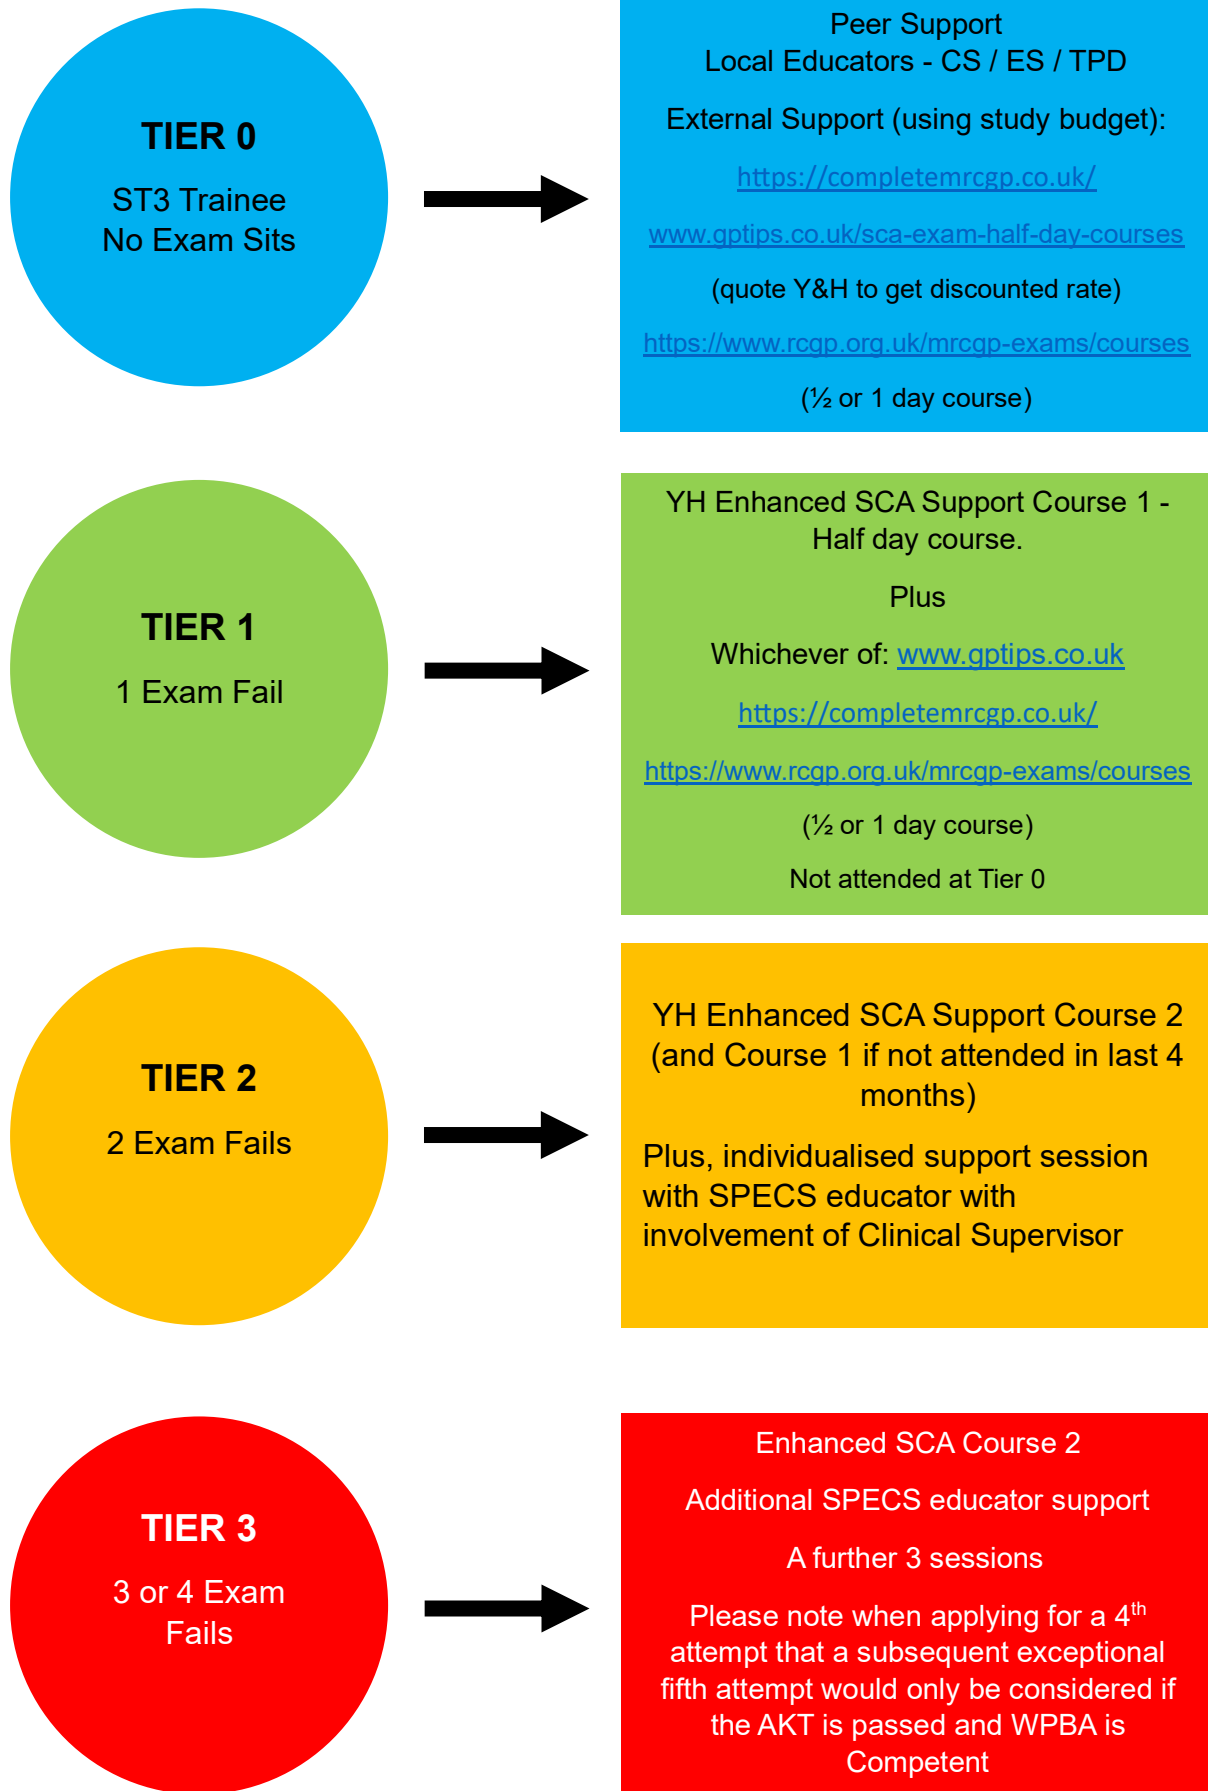 TIER 0
ST3 Trainee
No Exam Sits
Peer Support
Local Educators - CS / ES / TPD
External Support (using study budget):
https://completemrcgp.co.uk/
www.gptips.co.uk/sca-exam-half-day-courses
(quote Y&H to get discounted rate)
https://www.rcgp.org.uk/mrcgp-exams/courses
(½ or 1 day course)
TIER 1
1 Exam Fail
YH Enhanced SCA Support Course 1 -
Half day course.
Plus
Whichever of: www.gptips.co.uk
https://completemrcgp.co.uk/
https://www.rcgp.org.uk/mrcgp-exams/courses
(½ or 1 day course)
Not attended at Tier 0
TIER 2
2 Exam Fails
YH Enhanced SCA Support Course 2
(and Course 1 if not attended in last 4
months)
Plus, individualised support session
with SPECS educator with
involvement of Clinical Supervisor
TIER 3
3 or 4 Exam
Fails
Enhanced SCA Course 2
Additional SPECS educator support
A further 3 sessions
Please note when applying for a 4th
attempt that a subsequent exceptional
fifth attempt would only be considered if
the AKT is passed and WPBA is
Competent